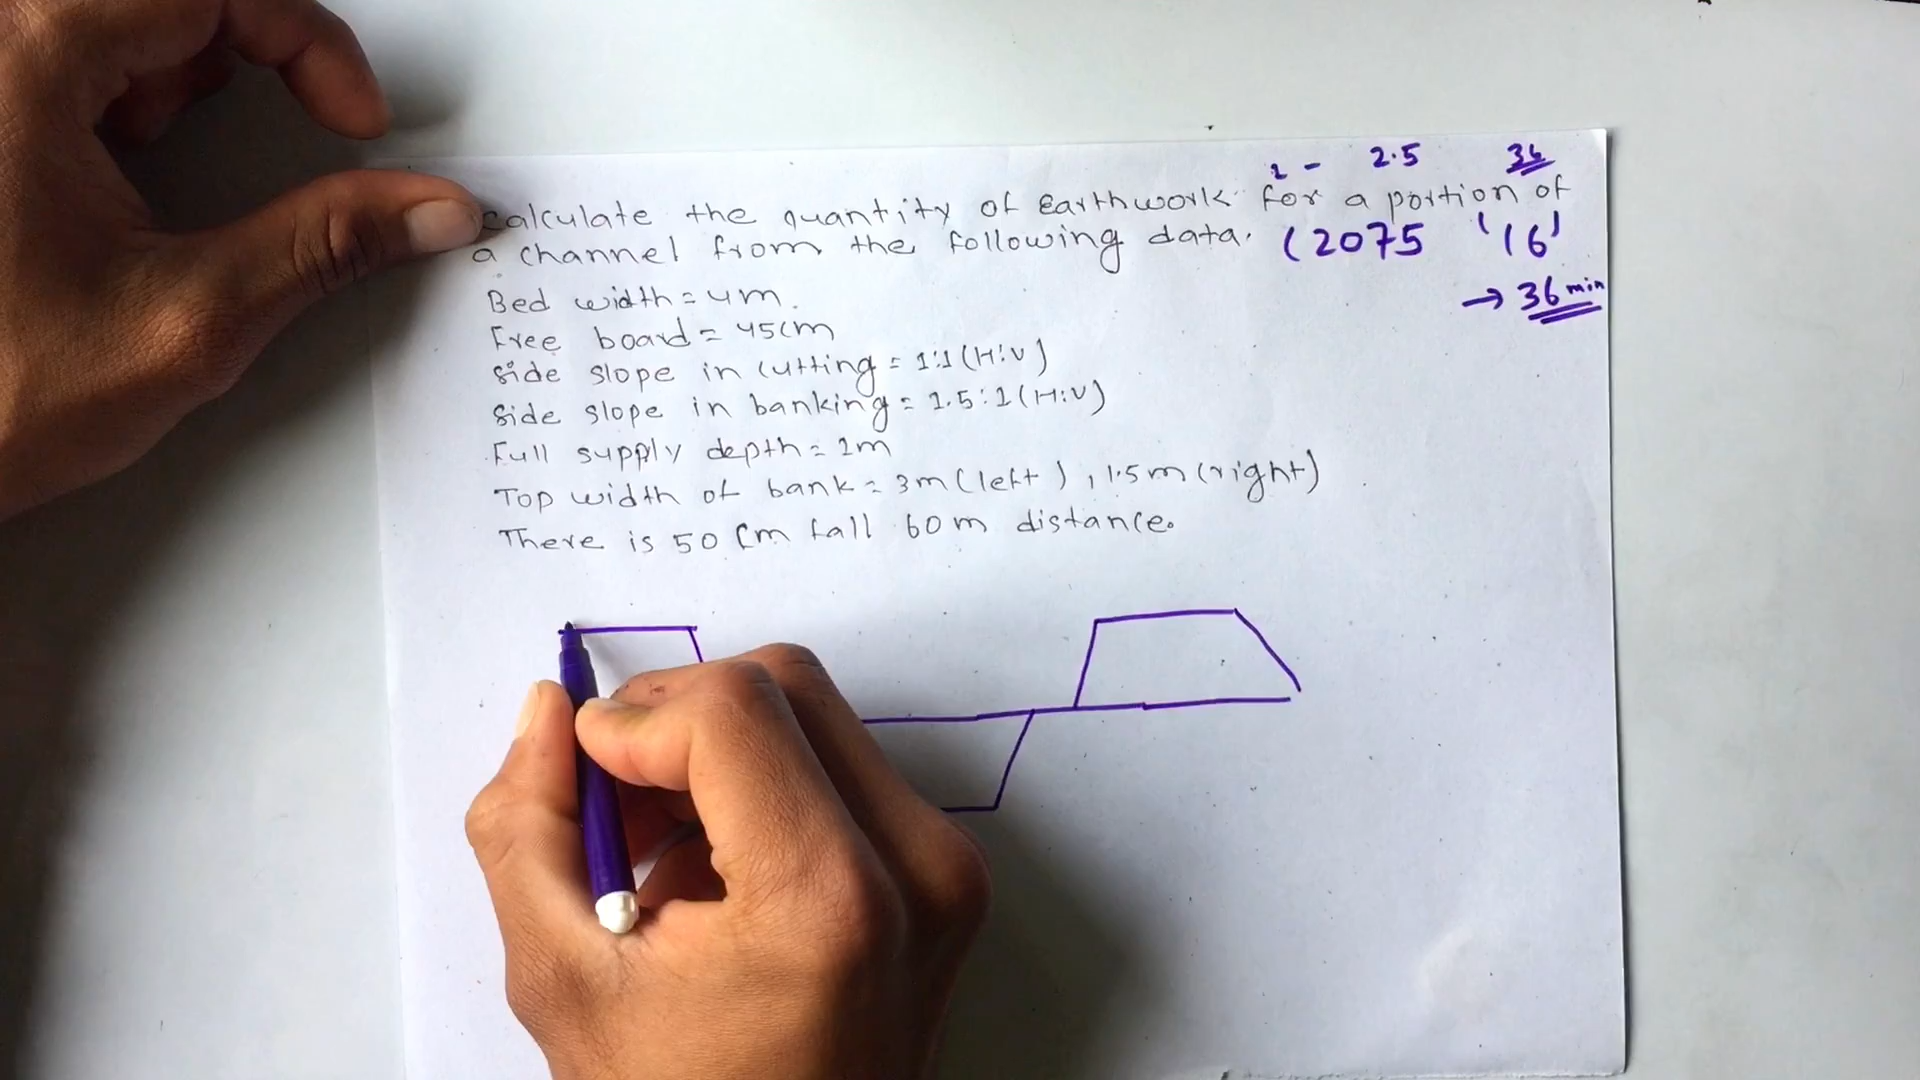 1 - 2.5 36
Calculate the quantity of Earthwork for a portion of
a channel from the following data. (2075 '16'
→ 36 min
Bed width = 4m.
Free board = 45cm
Side slope in cutting = 1:1 (H:V)
Side slope in banking = 1.5:1 (H:V)
Full supply depth = 1m
Top width of bank = 3m (left), 1.5m (right)
There is 50 cm fall 60m distance.